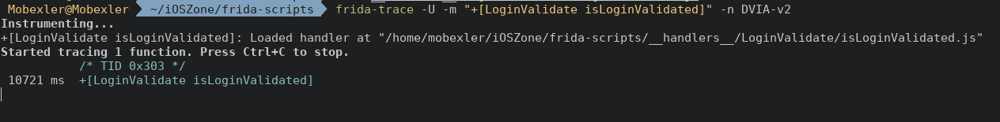 Mobexler@Mobexler ~/iOSZone/frida-scripts frida-trace -U -m "+[LoginValidate isLoginValidated]" -n DVIA-v2
Instrumenting...
+[LoginValidate isLoginValidated]: Loaded handler at "/home/mobexler/iOSZone/frida-scripts/__handlers__/LoginValidate/isLoginValidated.js"
Started tracing 1 function. Press Ctrl+C to stop.
/* TID 0x303 */
10721 ms  +[LoginValidate isLoginValidated]